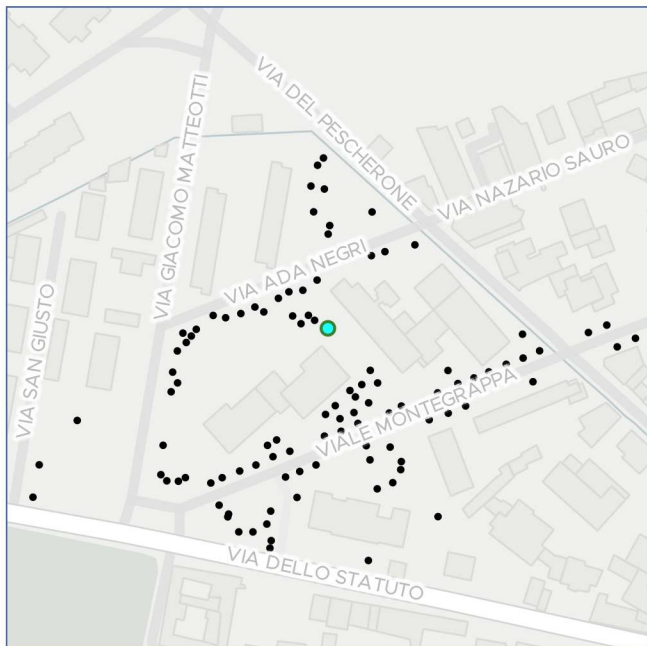 VIA DEL PESCHERONE
VIA GIACOMO MATTEOTTI
VIA NAZARIO SAURO
VIA ADA NEGRI
VIA SAN GIUSTO
VIALE MONTEGRAPPA
VIA DELLO STATUTO